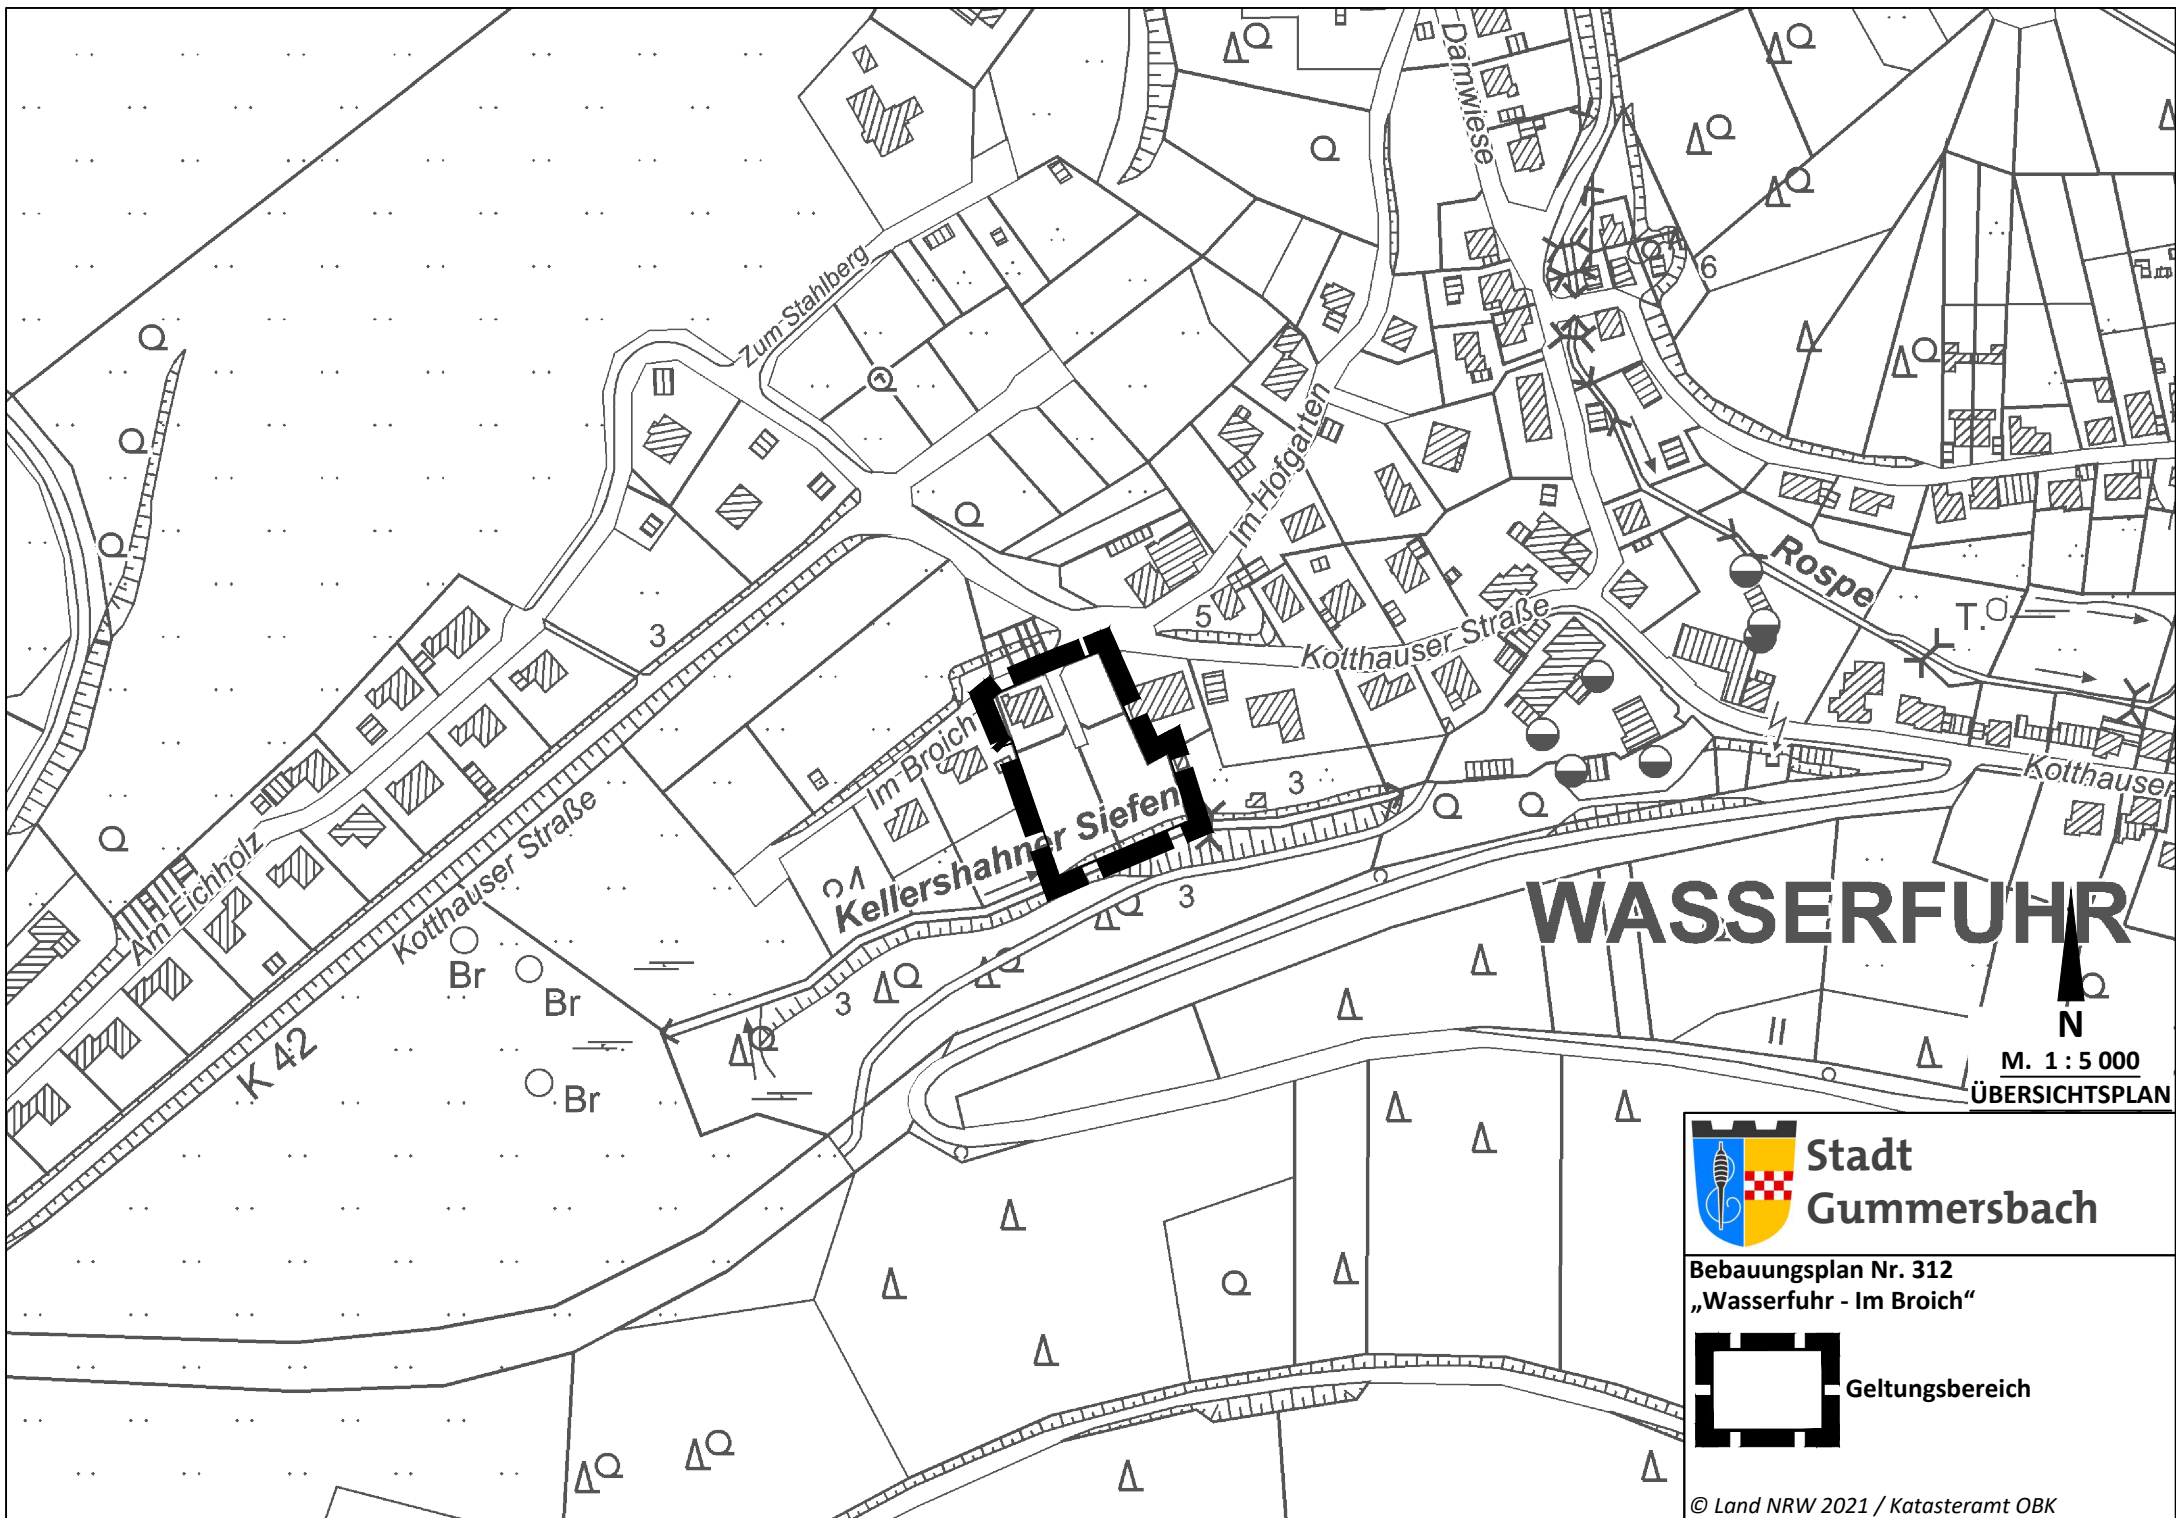 Damwiese
Zum Stahlberg
6
Im Hofgarten
Rospe
T.
5
3
Kotthauser Straße
Im Broich
3
Kotthauser
Kellershahner Siefen
Am Eichholz
Kotthauser Straße
3
WASSERFUHR
Br
Br
3
K 42
Br
N
M. 1 : 5 000
ÜBERSICHTSPLAN
Stadt
Gummersbach
Bebauungsplan Nr. 312
„Wasserfuhr - Im Broich“
Geltungsbereich
© Land NRW 2021 / Katasteramt OBK